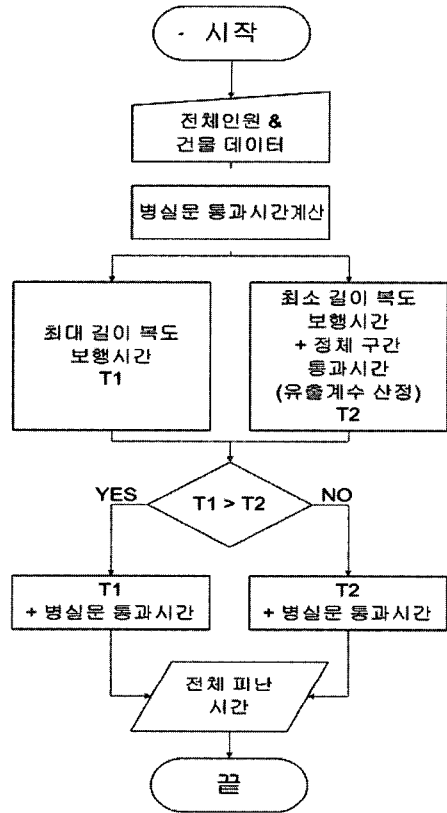 시작
전체인원 &
건물 데이터
병실문 통과시간계산
최대 길이 복도
보행시간
T1
최소 길이 복도
보행시간
+ 정체 구간
통과시간
(유출계수 산정)
T2
YES
T1 > T2
NO
T1
+ 병실문 통과시간
T2
+ 병실문 통과시간
전체 피난
시간
끝